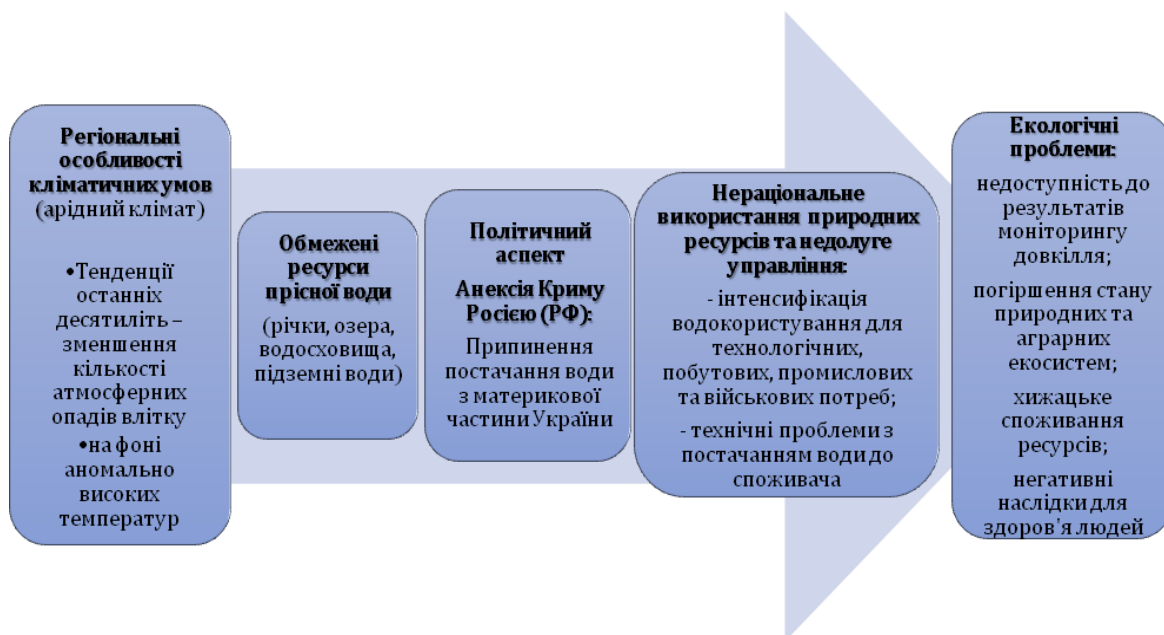 Регіональні
особливості
кліматичних умов
(арідний клімат)
•Тенденції
останніх
десятиліть –
зменшення
кількості
атмосферних
опадів влітку
•на фоні
аномально
високих
температур
Обмежені
ресурси
прісної води
(річки, озера,
водосховища,
підземні води)
Політичний
аспект
Анексія Криму
Росією (РФ):
Припинення
постачання води
з материкової
частини України
Нераціональне
використання природних
ресурсів та недолуге
управління:
- інтенсифікація
водокористування для
технологічних,
побутових, промислових
та військових потреб;
- технічні проблеми з
постачанням води до
споживача
Екологічні
проблеми:
недоступність до
результатів
моніторингу
довкілля;
погіршення стану
природних та
аграрних
екосистем;
хижацьке
споживання
ресурсів;
негативні
наслідки для
здоров'я людей